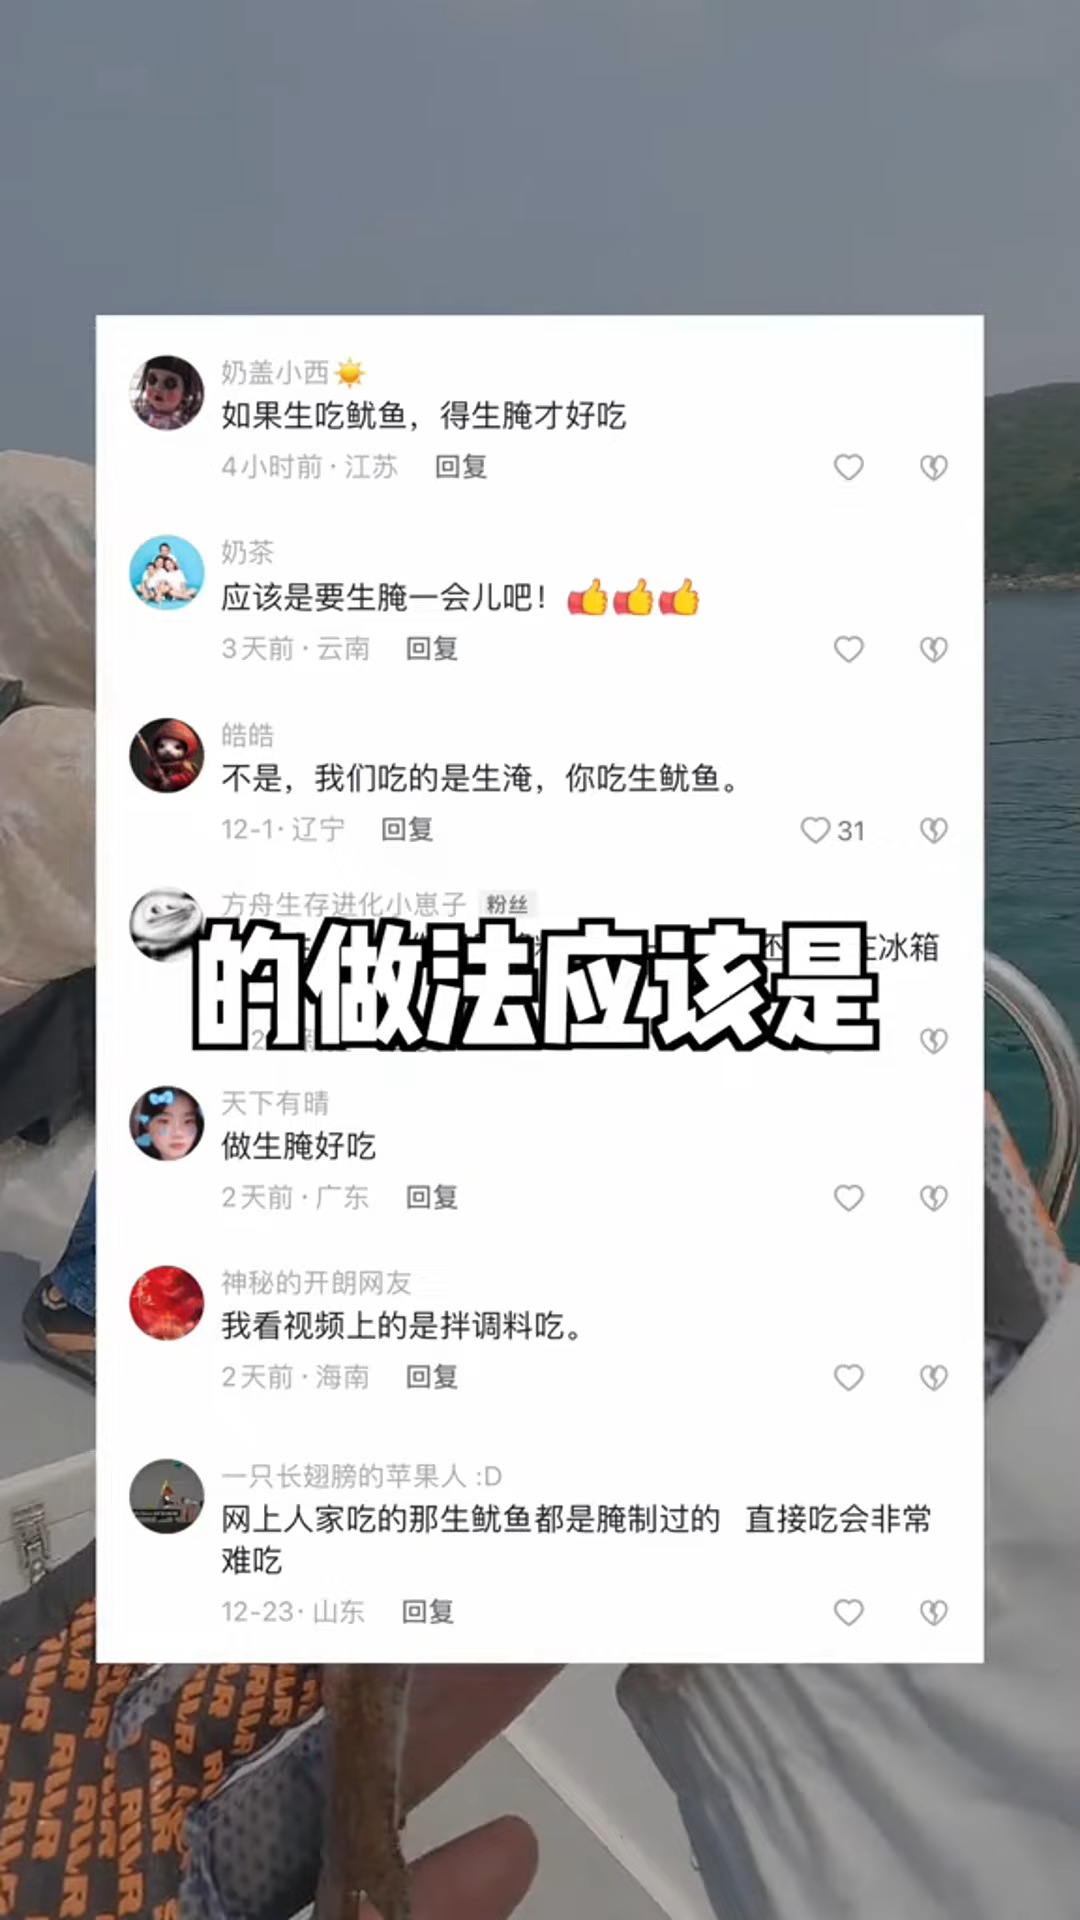 奶盖小西☀️
如果生吃鱿鱼，得生腌才好吃
4小时前·江苏 回复
奶茶
应该是要生腌一会儿吧！👍👍👍
3天前·云南 回复
皓皓
不是，我们吃的是生淹，你吃生鱿鱼。
12-1·辽宁 回复 31
方舟生存进化小崽子 粉丝
冰箱
的做法应该是
天下有晴
做生腌好吃
2天前·广东 回复
神秘的开朗网友
我看视频上的是拌调料吃。
2天前·海南 回复
一只长翅膀的苹果人 :D
网上人家吃的那生鱿鱼都是腌制过的 直接吃会非常
难吃
12-23·山东 回复
RWR
RWR
RWR
RWR